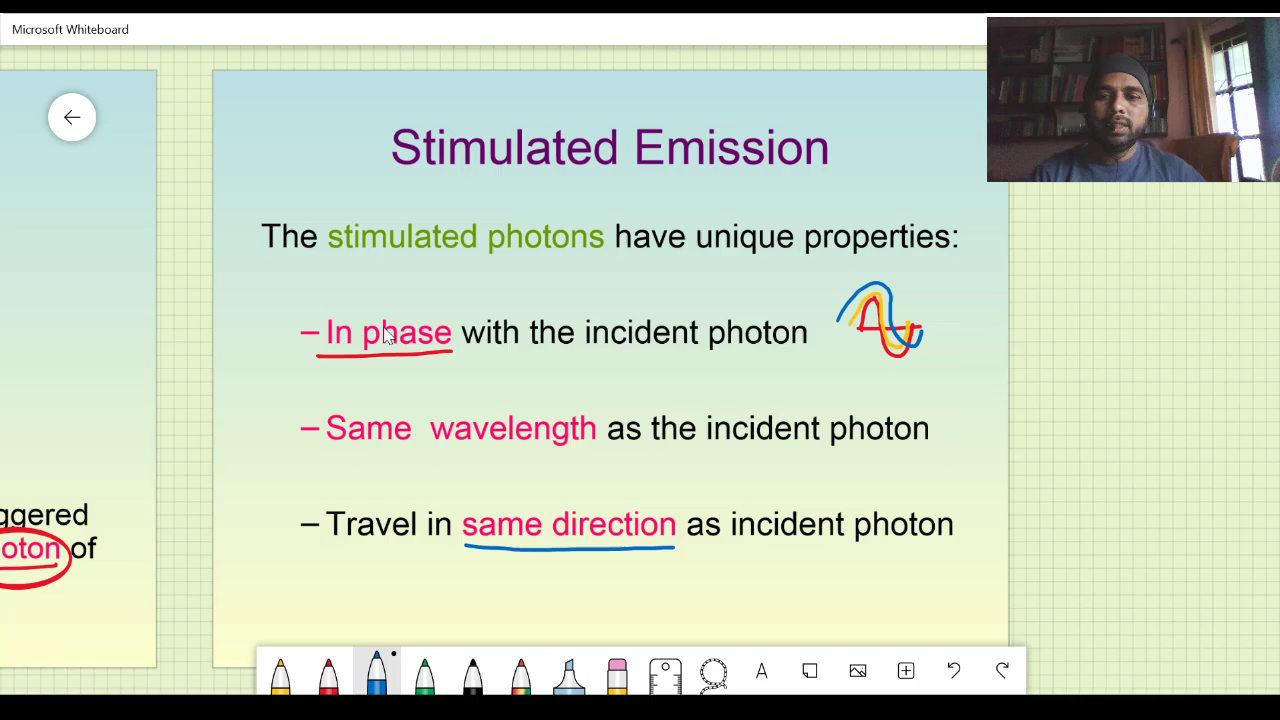 Microsoft Whiteboard
Stimulated Emission
The stimulated photons have unique properties:
– In phase with the incident photon
– Same wavelength as the incident photon
– Travel in same direction as incident photon
ggered
oton of
A